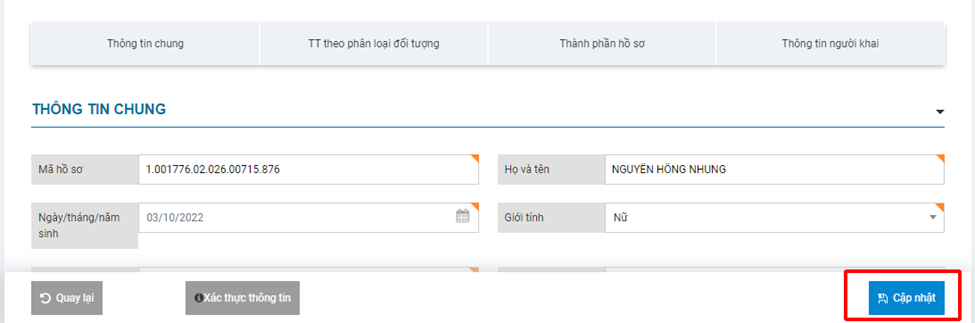 Thông tin chung
TT theo phân loại đối tượng
Thành phần hồ sơ
Thông tin người khai
THÔNG TIN CHUNG
Mã hồ sơ
1.001776.02.026.00715.876
Họ và tên
NGUYỄN HỒNG NHUNG
Ngày/tháng/năm
sinh
03/10/2022
Giới tính
Nữ
Quay lại
Xác thực thông tin
Cập nhật